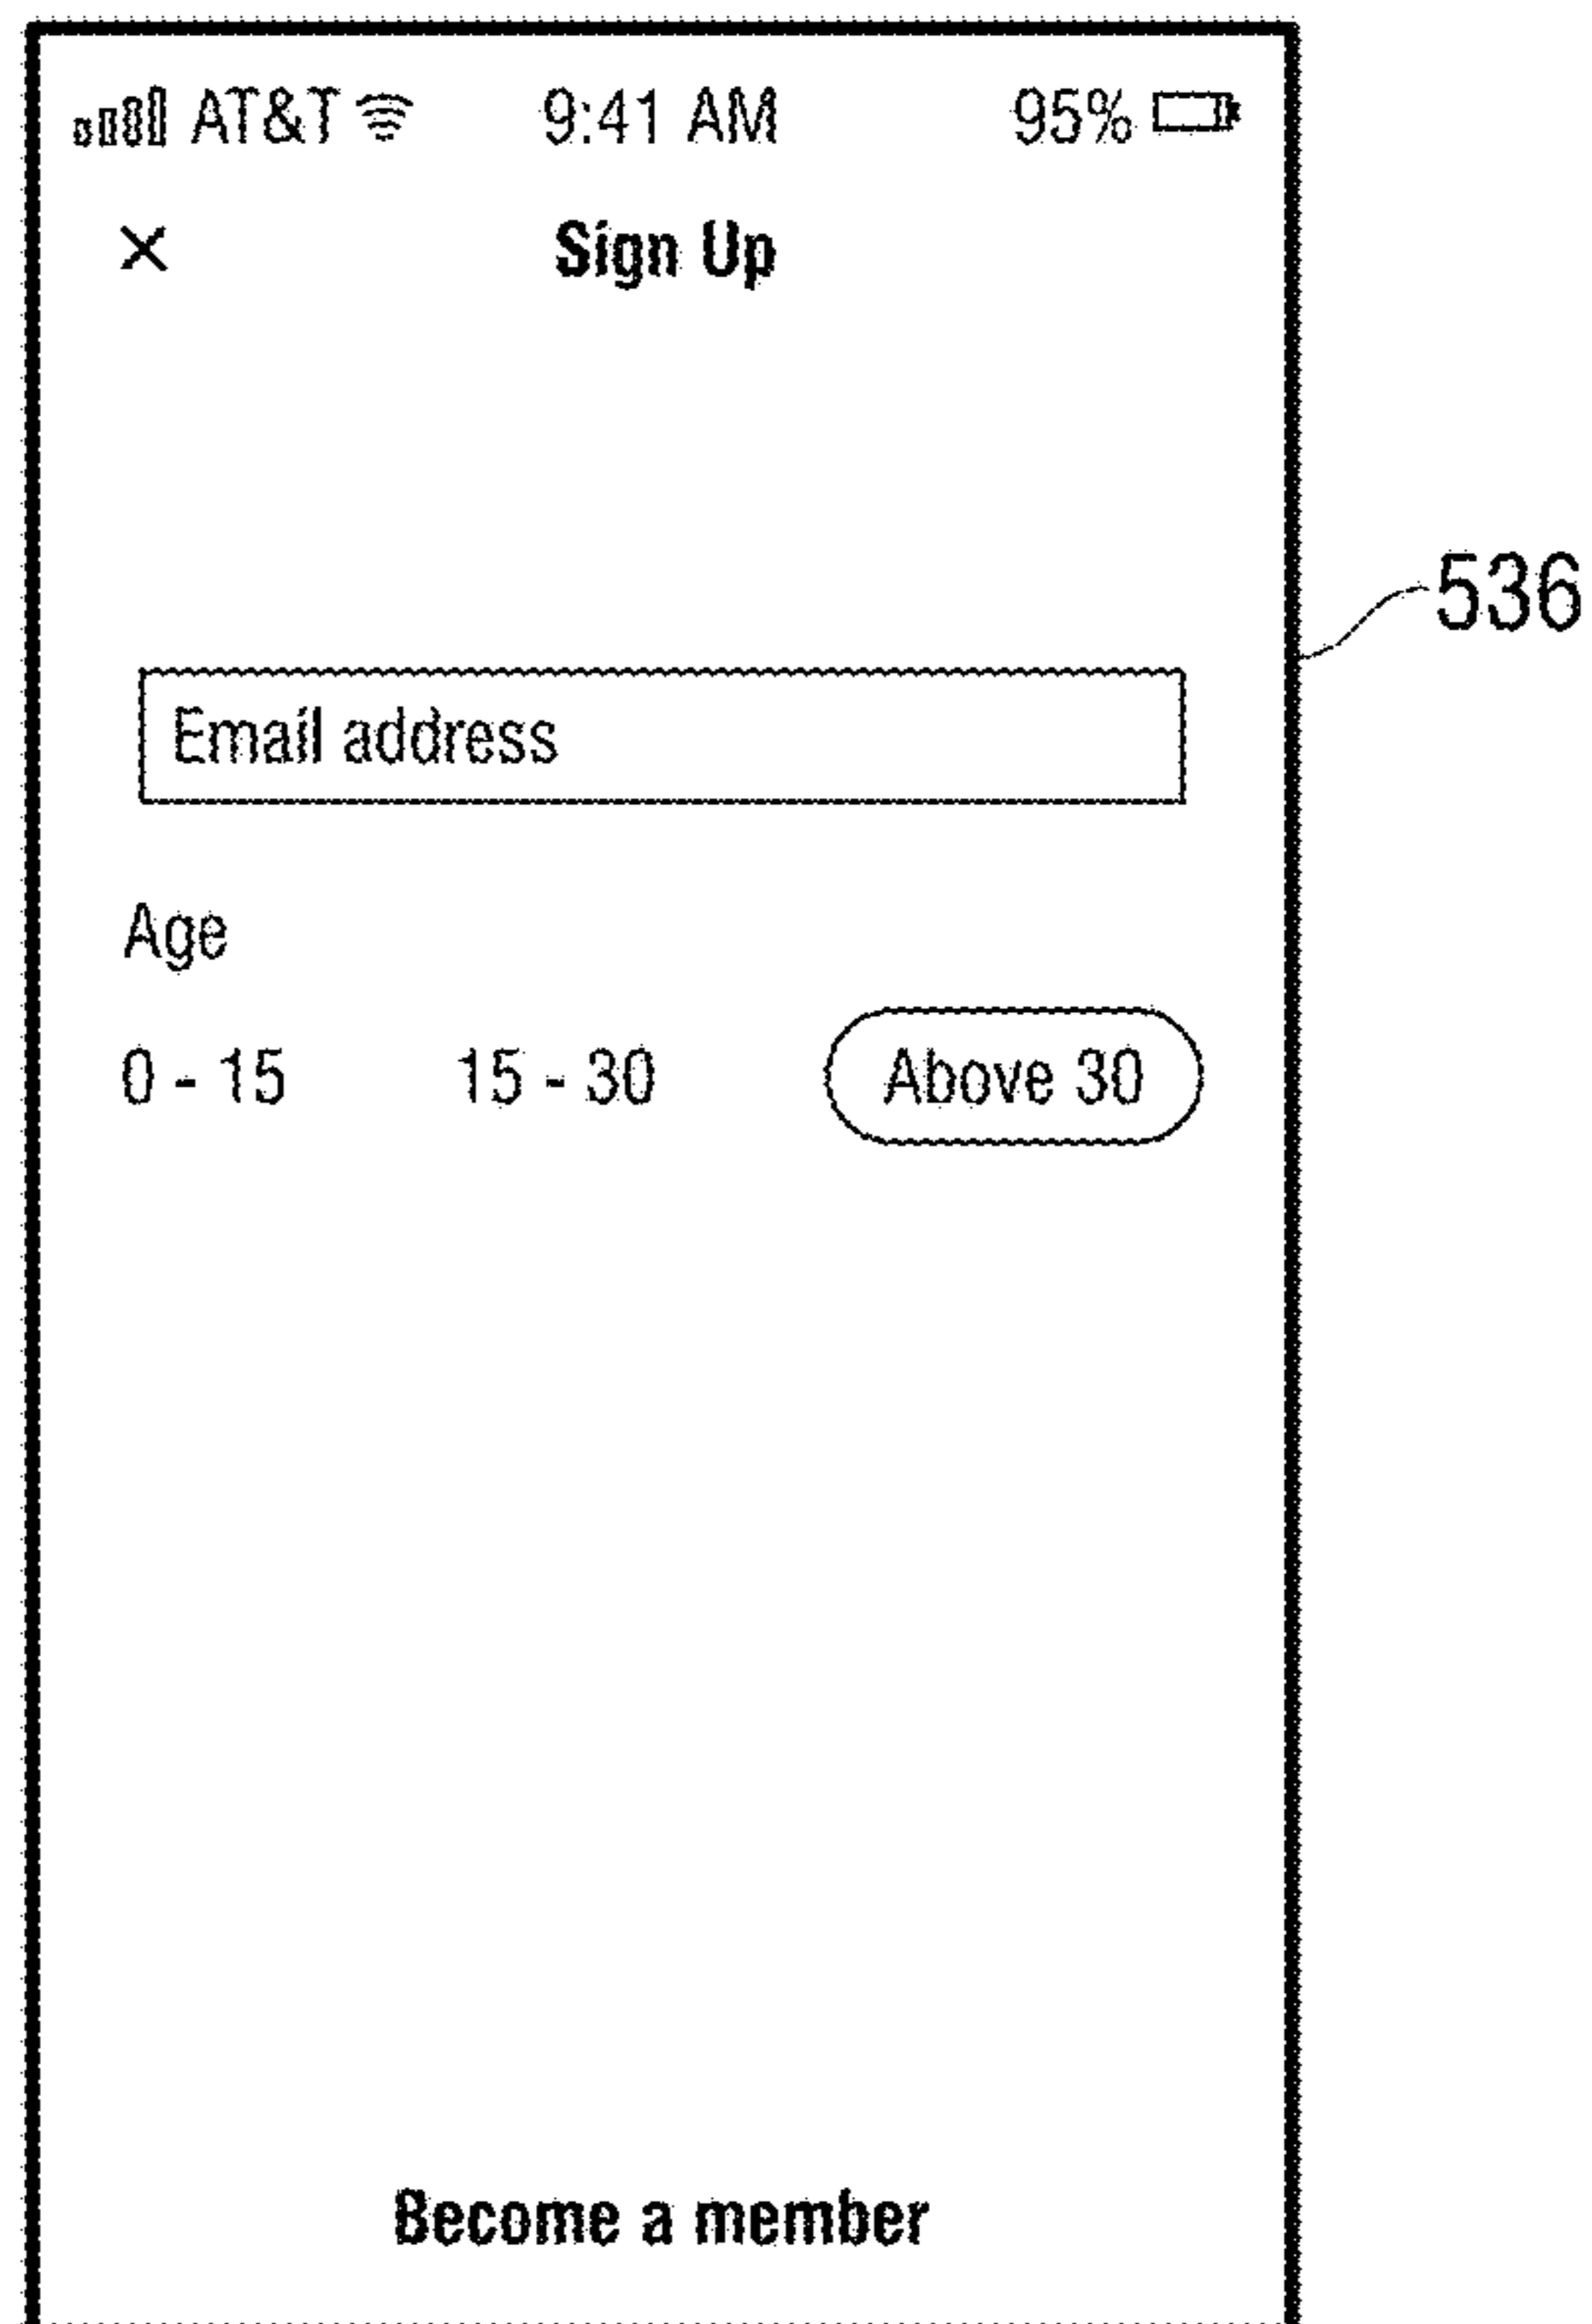 AT&T 9:41 AM 95%
× Sign Up
536
Email address
Age
0 - 15 15 - 30 Above 30
Become a member